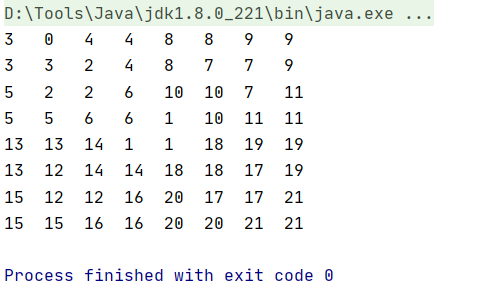 D:\Tools\Java\jdk1.8.0_221\bin\java.exe ...
3 0 4 4 8 8 9 9
3 3 2 4 8 7 7 9
5 2 2 6 10 10 7 11
5 5 6 6 1 10 11 11
13 13 14 1 1 18 19 19
13 12 14 14 18 18 17 19
15 12 12 16 20 17 17 21
15 15 16 16 20 20 21 21
Process finished with exit code 0